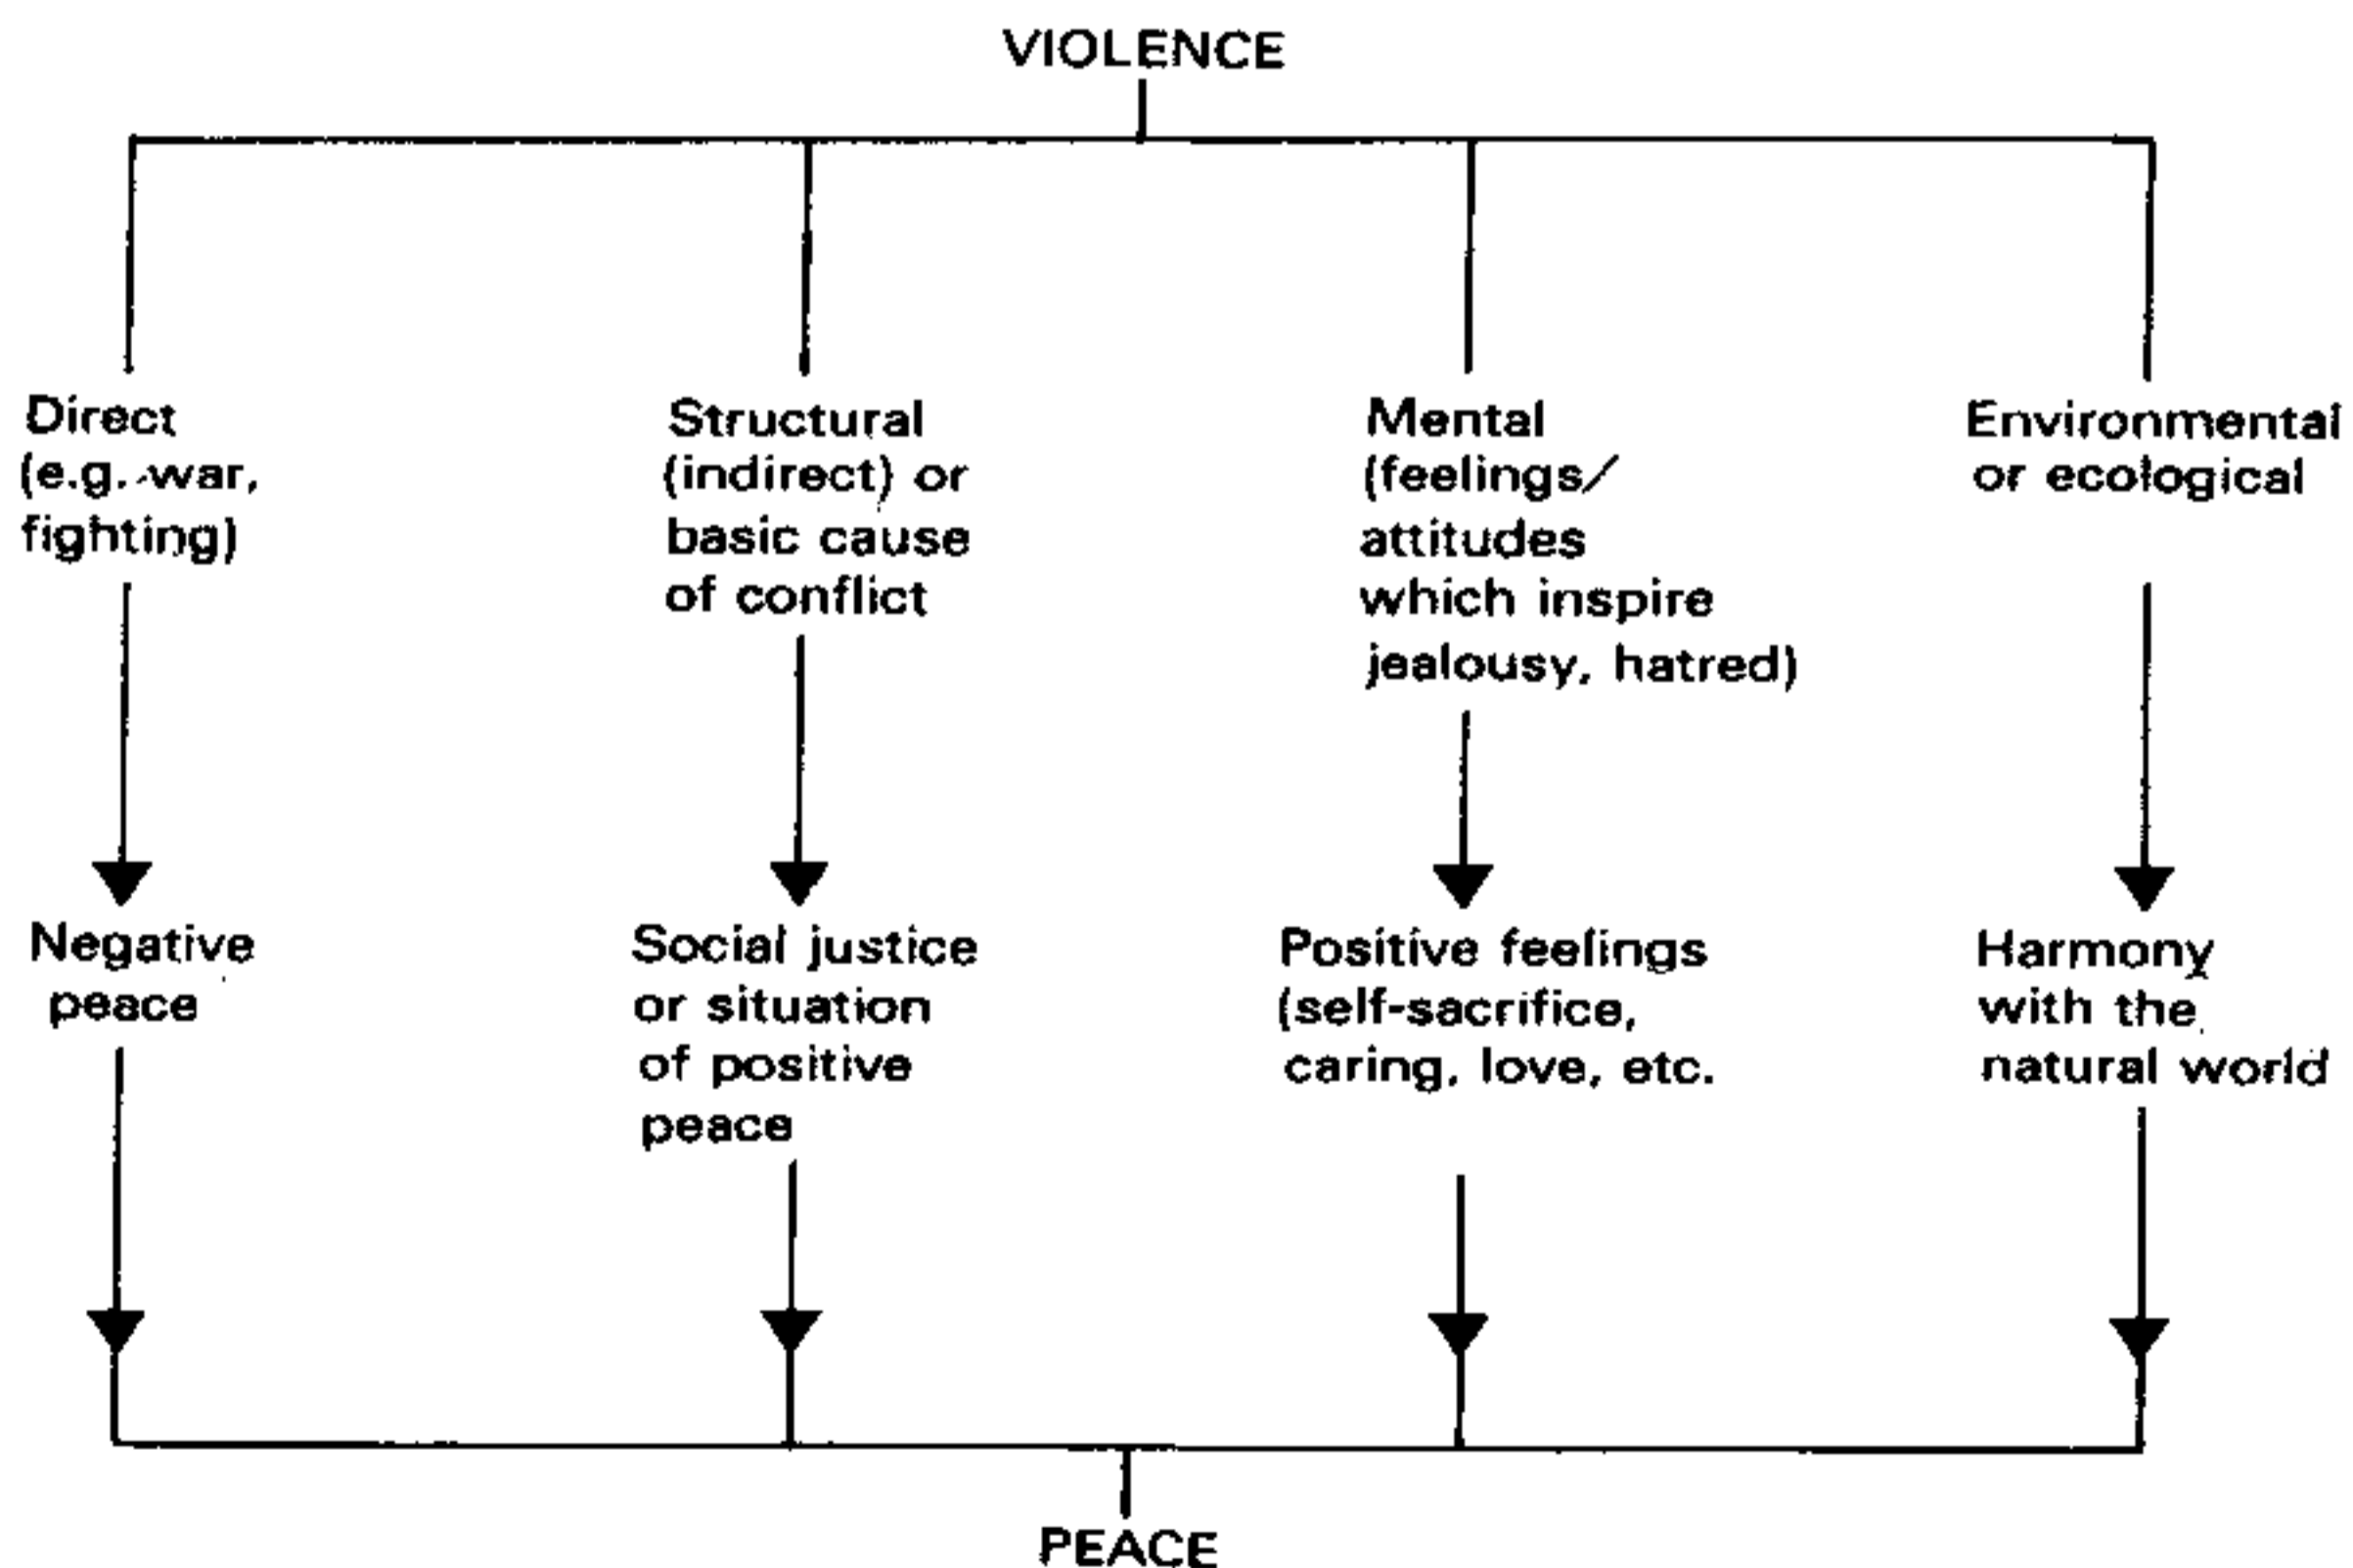 VIOLENCE
Direct
(e.g. war,
fighting)
Structural
(indirect) or
basic cause
of conflict
Mental
(feelings/
attitudes
which inspire
jealousy, hatred)
Environmental
or ecological
Negative
peace
Social justice
or situation
of positive
peace
Positive feelings
(self-sacrifice,
caring, love, etc.
Harmony
with the
natural world
PEACE